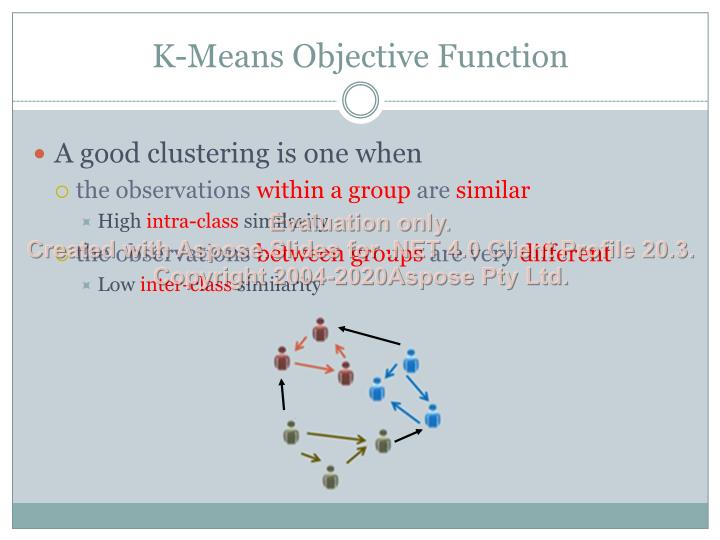 K-Means Objective Function
A good clustering is one when
the observations within a group are similar
High intra-class similarity
Evaluation only.
the observations between groups are very different
Created with Aspose.Slides for .NET 4.0 Client Profile 20.3.
Low inter-class similarity
Copyright 2004-2020Aspose Pty Ltd.